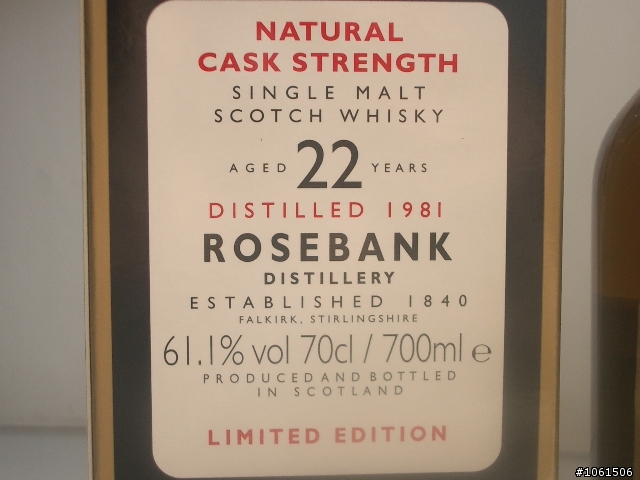 NATURAL
CASK STRENGTH
SINGLE MALT
SCOTCH WHISKY
AGED 22 YEARS
DISTILLED 1981
ROSEBANK
DISTILLERY
ESTABLISHED 1840
FALKIRK, STIRLINGSHIRE
61.1% vol 70cl / 700ml e
PRODUCED AND BOTTLED
IN SCOTLAND
LIMITED EDITION
#1061506